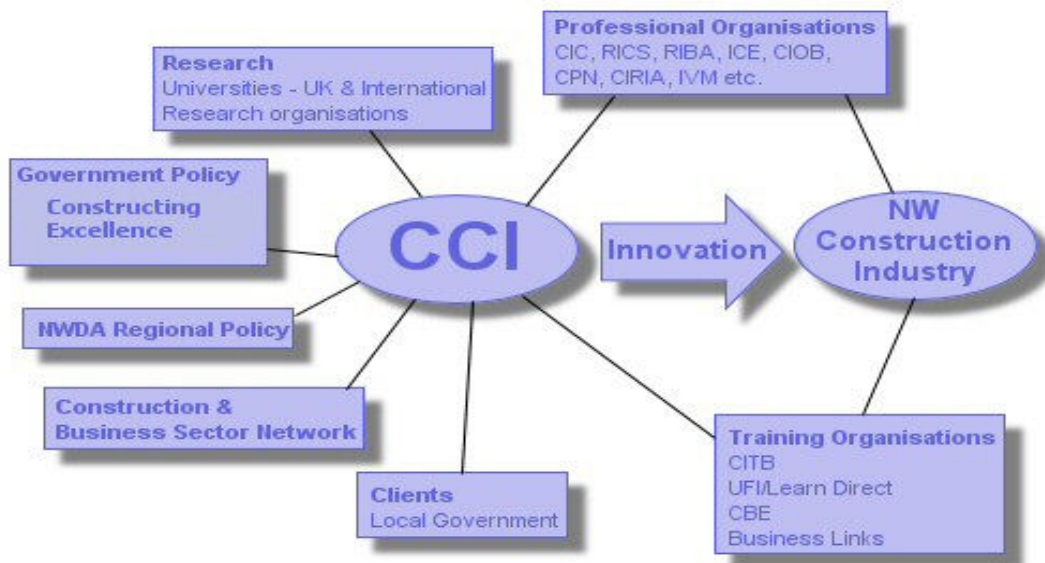 Professional Organisations
CIC, RICS, RIBA, ICE, CIOB,
CPN, CIRIA, IVM etc.
Research
Universities - UK & International
Research organisations
Government Policy
Constructing
Excellence
CCI
Innovation
NW
Construction
Industry
NWDA Regional Policy
Construction &
Business Sector Network
Clients
Local Government
Training Organisations
CITB
UFI/Learn Direct
CBE
Business Links